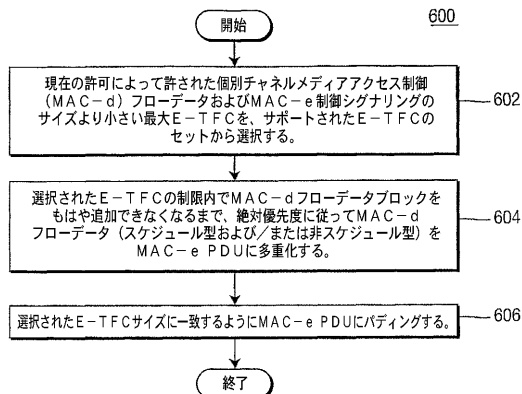 600
開始
現在の許可によって許された個別チャネルメディアアクセス制御
（MAC－d）フローデータおよびMAC－e制御シグナリングの
サイズより小さい最大E－TFCを、サポートされたE－TFCの
セットから選択する。
602
選択されたE－TFCの制限内でMAC－dフローデータブロックを
もはや追加できなくなるまで、絶対優先度に従ってMAC－d
フローデータ（スケジュール型および／または非スケジュール型）を
MAC－e PDUに多重化する。
604
選択されたE－TFCサイズに一致するようにMAC－e PDUにパディングする。
606
終了